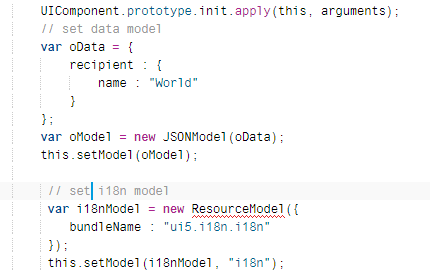 UIComponent.prototype.init.apply(this, arguments);
// set data model
var oData = {
recipient : {
name : "World"
}
};
var oModel = new JSONModel(oData);
this.setModel(oModel);
// set i18n model
var i18nModel = new ResourceModel({
bundleName : "ui5.i18n.i18n"
});
this.setModel(i18nModel, "i18n");